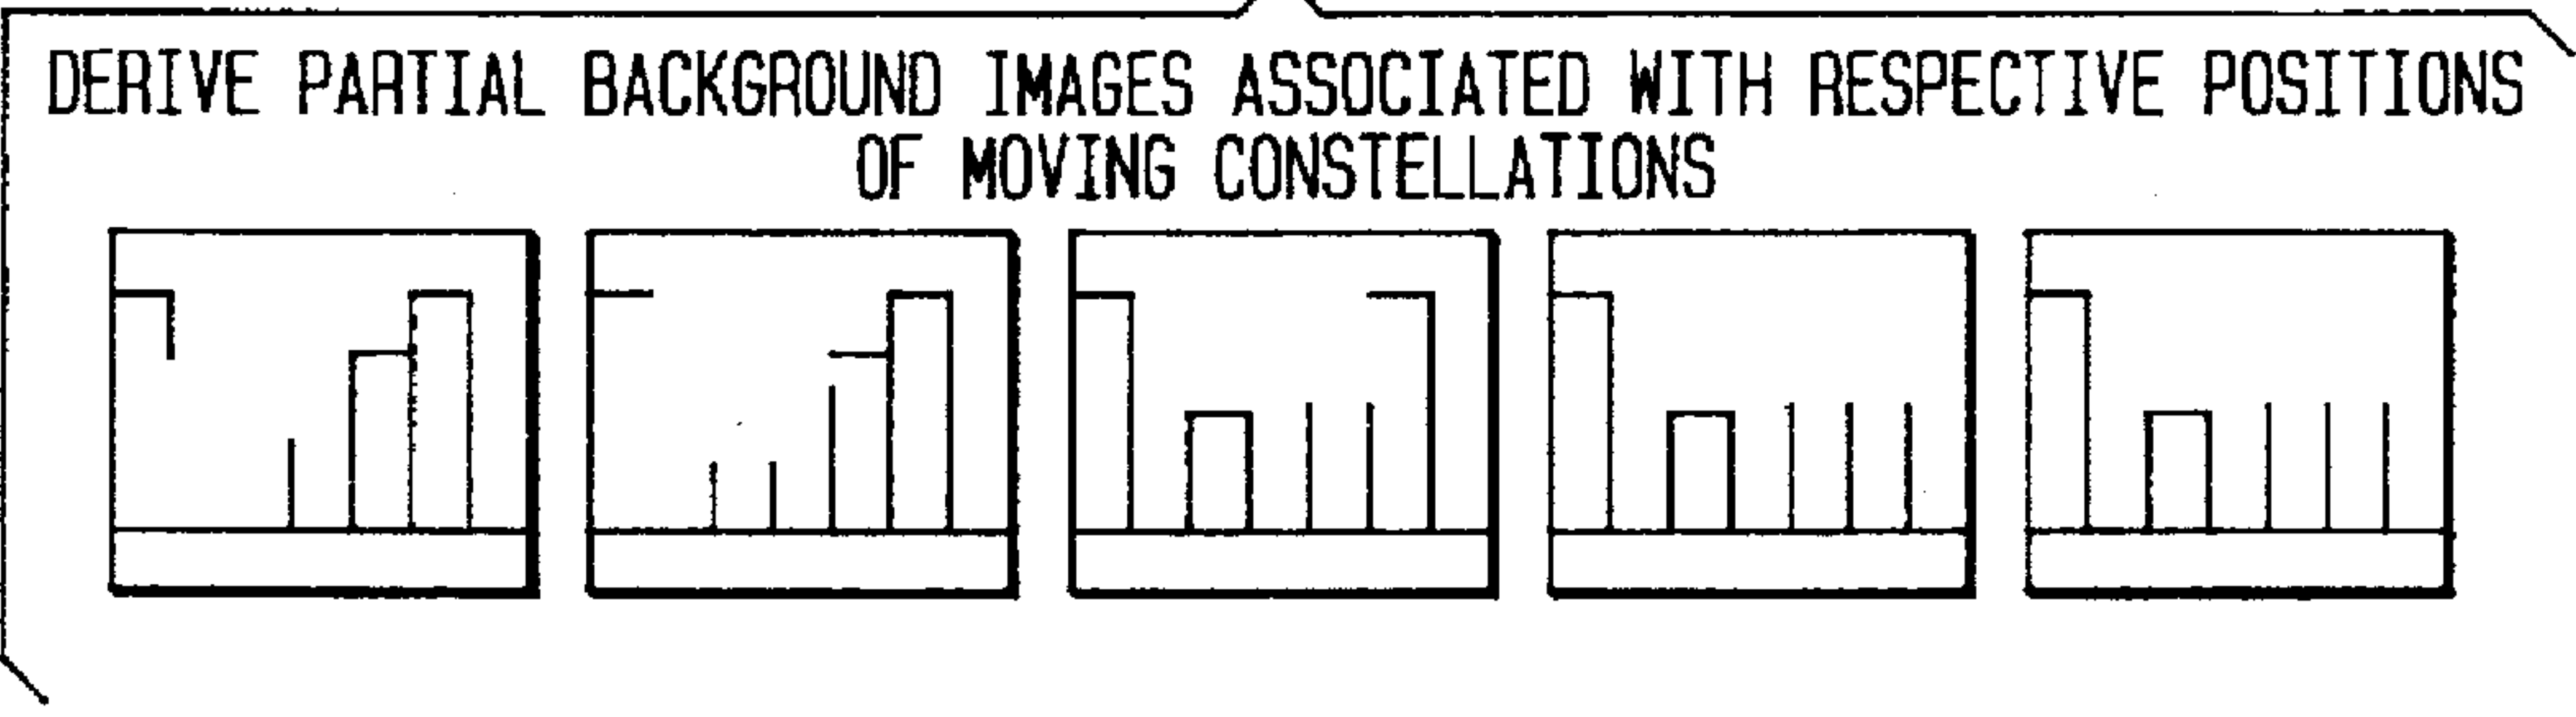 DERIVE PARTIAL BACKGROUND IMAGES ASSOCIATED WITH RESPECTIVE POSITIONS
OF MOVING CONSTELLATIONS